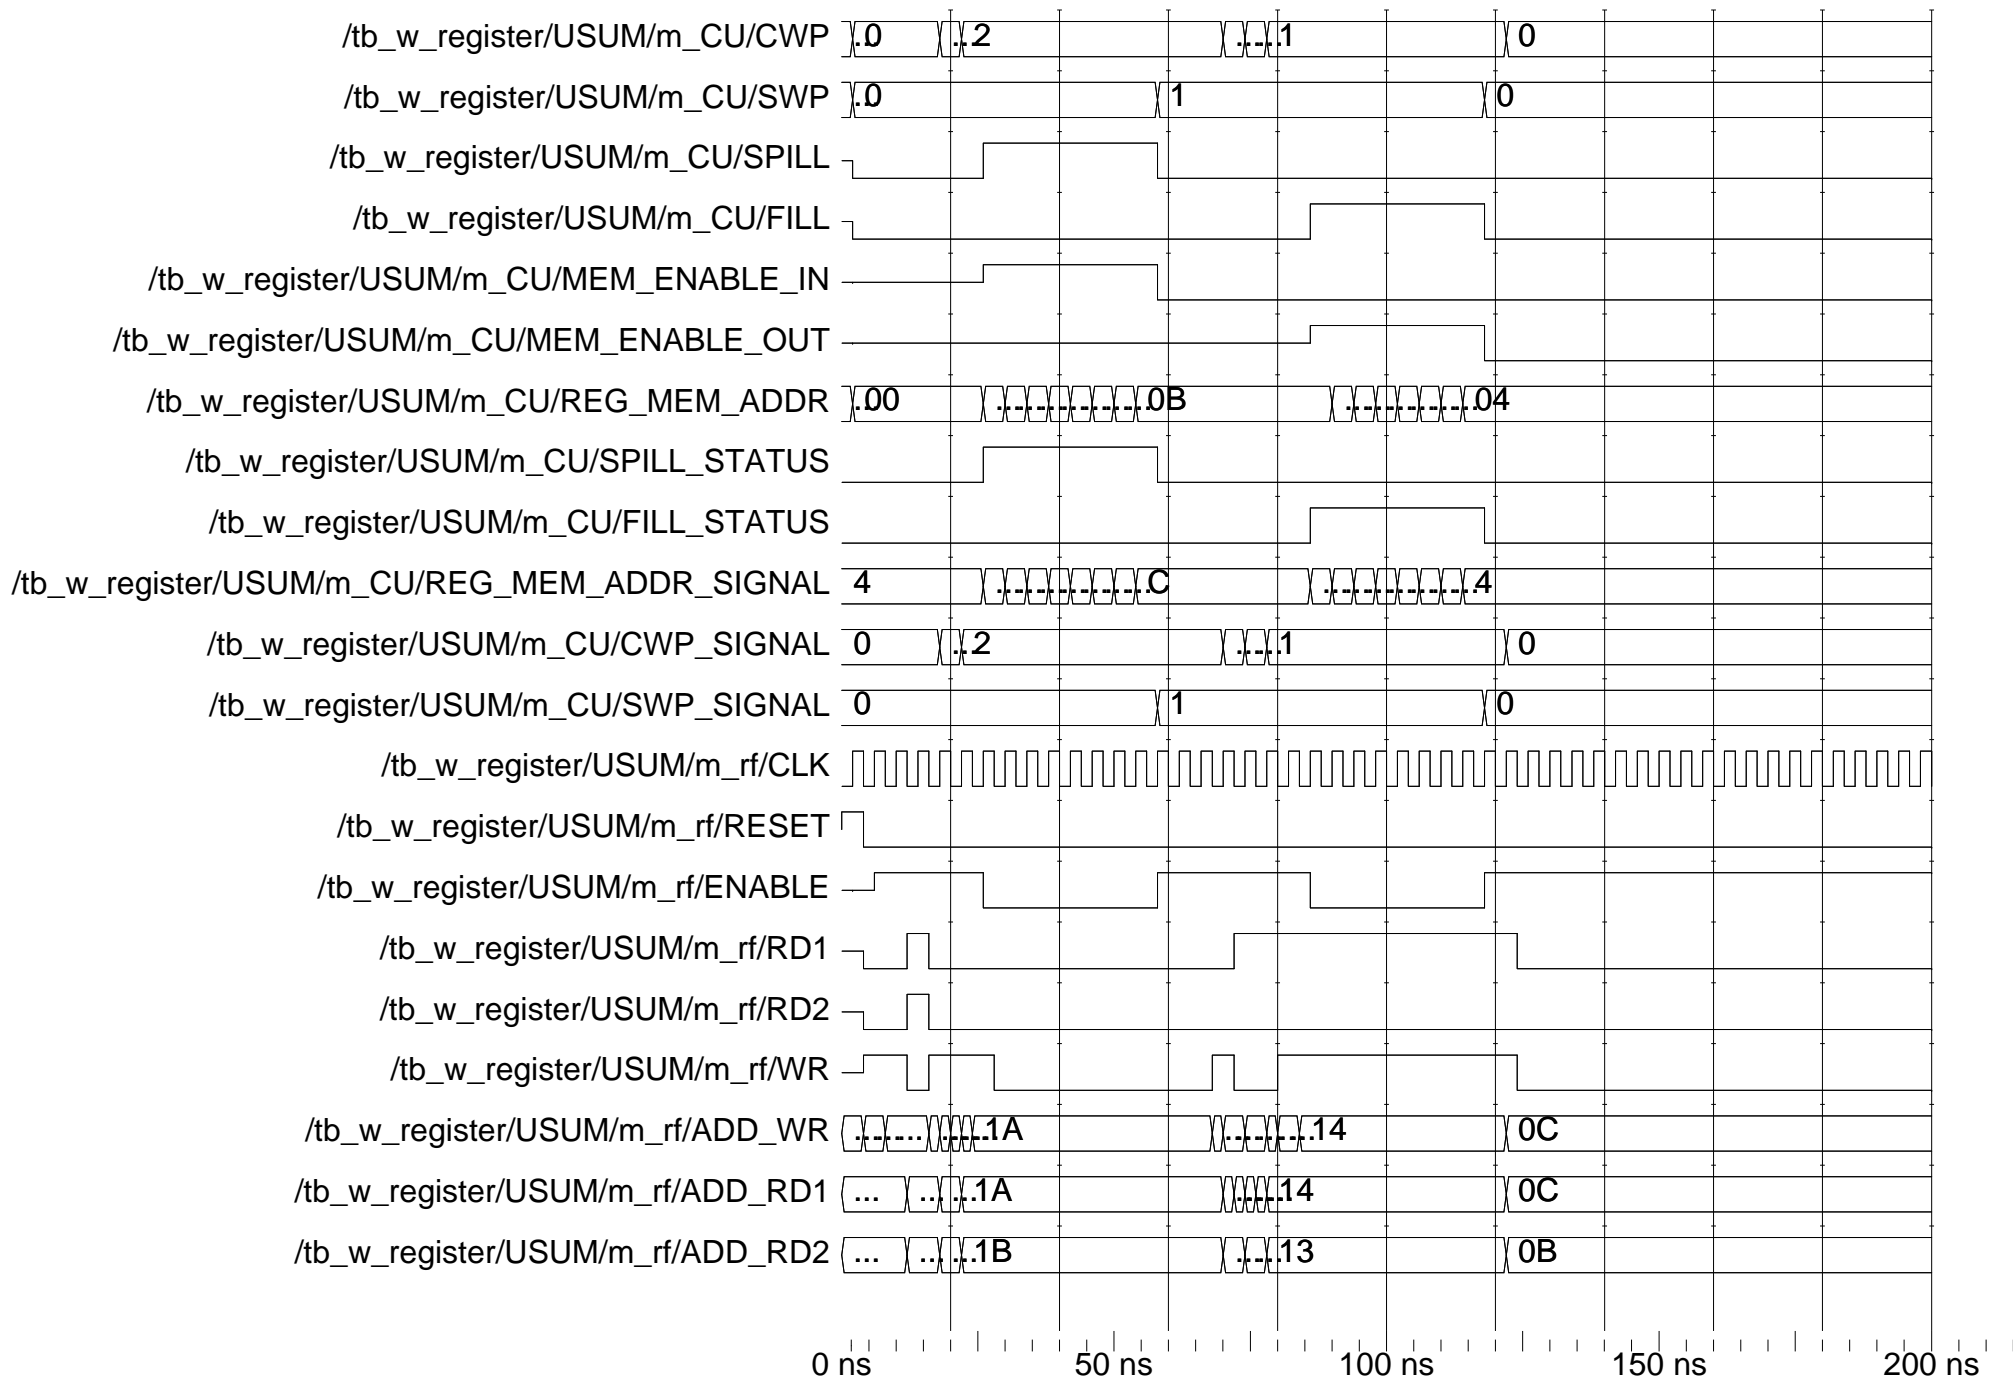 /tb_w_register/USUM/m_CU/CWP ...0 ...2 ...1 0
/tb_w_register/USUM/m_CU/SWP ...0 1 0
/tb_w_register/USUM/m_CU/SPILL
/tb_w_register/USUM/m_CU/FILL
/tb_w_register/USUM/m_CU/MEM_ENABLE_IN
/tb_w_register/USUM/m_CU/MEM_ENABLE_OUT
/tb_w_register/USUM/m_CU/REG_MEM_ADDR ...00 ...0B ...04
/tb_w_register/USUM/m_CU/SPILL_STATUS
/tb_w_register/USUM/m_CU/FILL_STATUS
/tb_w_register/USUM/m_CU/REG_MEM_ADDR_SIGNAL 4 ...C ...4
/tb_w_register/USUM/m_CU/CWP_SIGNAL 0 ...2 ...1 0
/tb_w_register/USUM/m_CU/SWP_SIGNAL 0 1 0
/tb_w_register/USUM/m_rf/CLK
/tb_w_register/USUM/m_rf/RESET
/tb_w_register/USUM/m_rf/ENABLE
/tb_w_register/USUM/m_rf/RD1
/tb_w_register/USUM/m_rf/RD2
/tb_w_register/USUM/m_rf/WR
/tb_w_register/USUM/m_rf/ADD_WR ... ...1A ...14 0C
/tb_w_register/USUM/m_rf/ADD_RD1 ... ... ...1A ...14 0C
/tb_w_register/USUM/m_rf/ADD_RD2 ... ... ...1B ...13 0B
0 ns 50 ns 100 ns 150 ns 200 ns